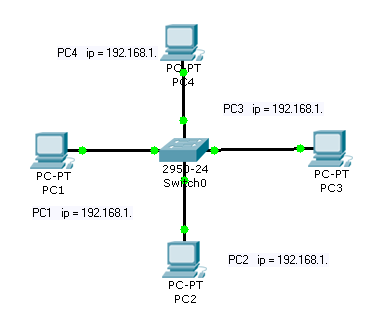 PC4 ip = 192.168.1.
PC-PT
PC4
PC3 ip = 192.168.1.
2950-24
Switch0
PC-PT
PC1
PC-PT
PC3
PC1 ip = 192.168.1.
PC2 ip = 192.168.1.
PC-PT
PC2